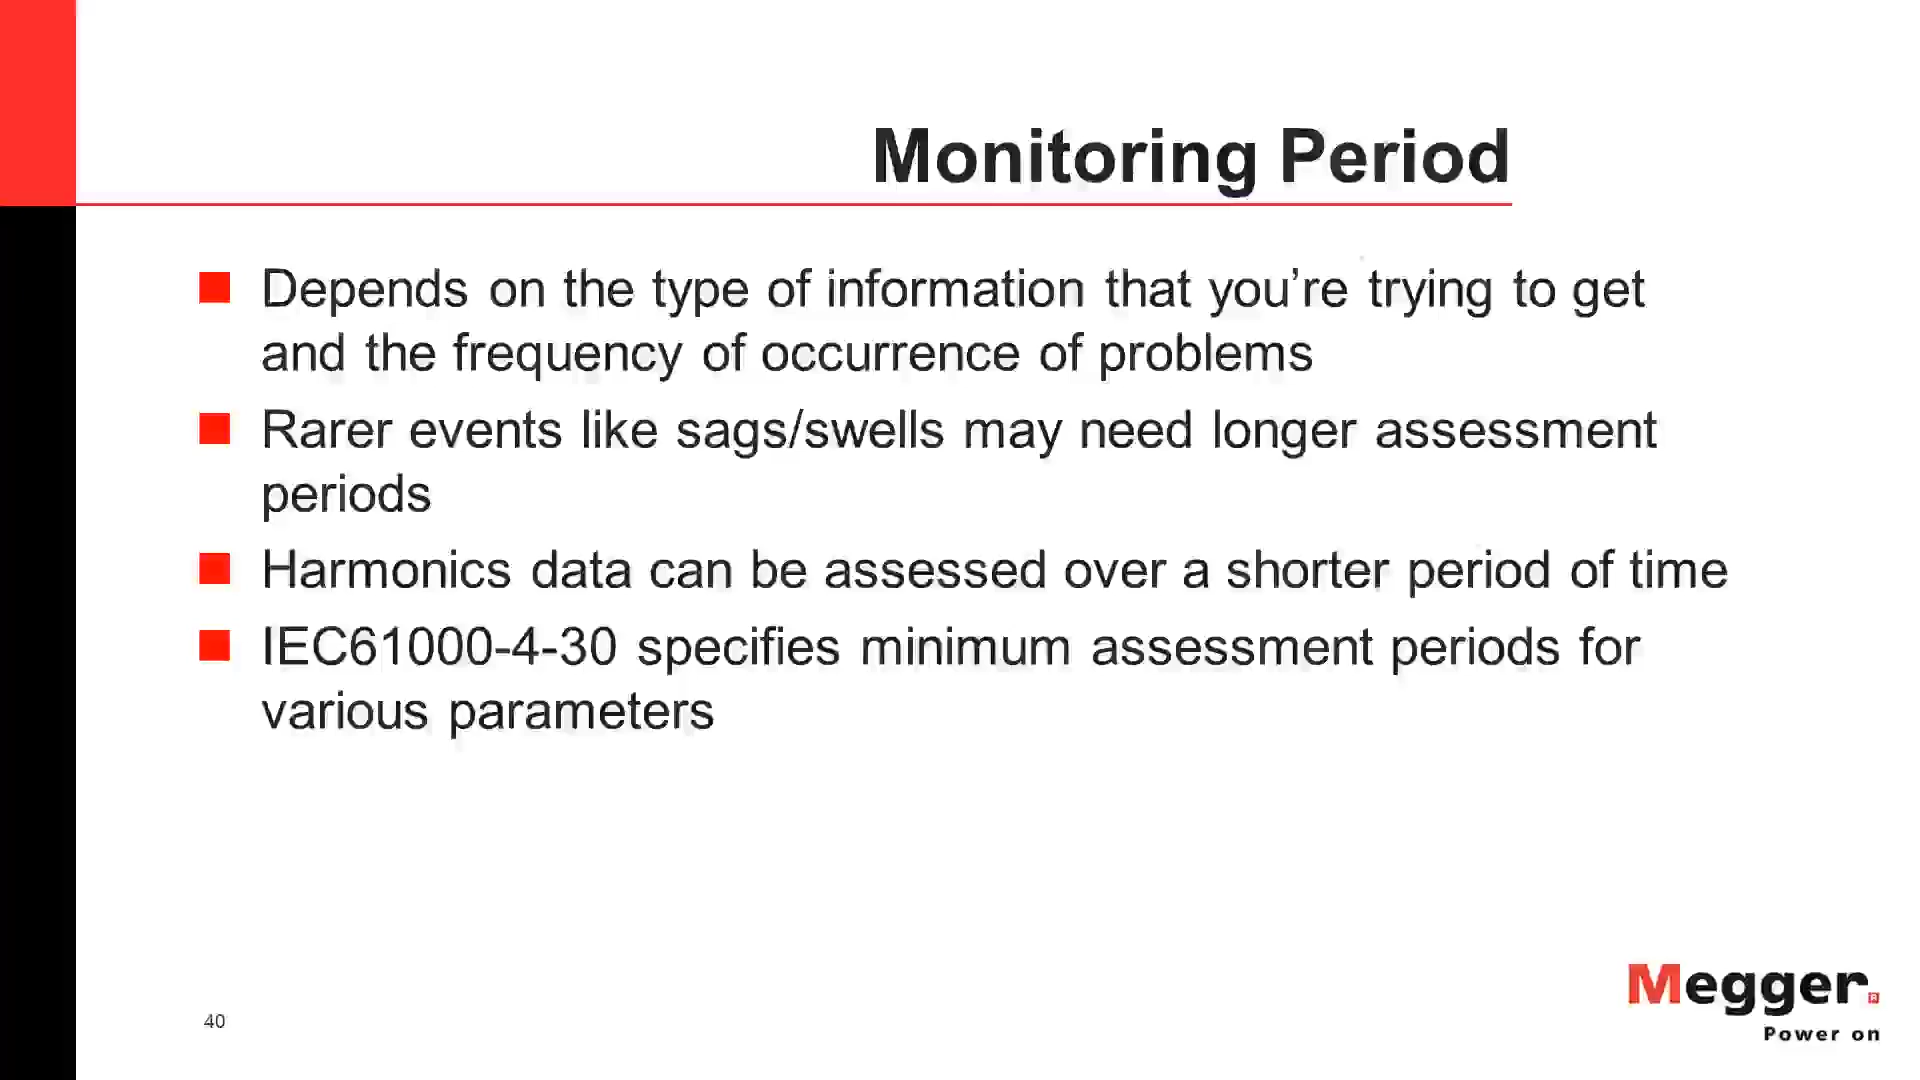 Monitoring Period
Depends on the type of information that you’re trying to get
and the frequency of occurrence of problems
Rarer events like sags/swells may need longer assessment
periods
Harmonics data can be assessed over a shorter period of time
IEC61000-4-30 specifies minimum assessment periods for
various parameters
Megger®
Power on
40